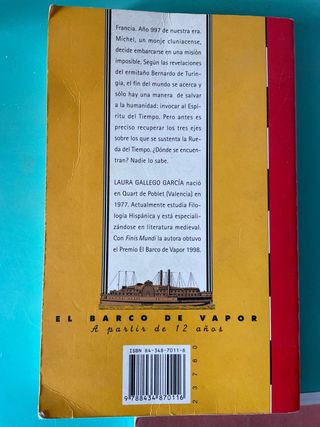 Francia. Año 997 de nuestra era.
Michel, un monje cluniacense,
decide embarcarse en una misión
imposible. Según las revelaciones
del ermitaño Bernardo de Turin-
gia, el fin del mundo se acerca y
sólo hay una manera de salvar
a la humanidad: invocar al Espí-
ritu del Tiempo. Pero antes es
preciso recuperar los tres ejes
sobre los que se sustenta la Rue-
da del Tiempo. ¿Dónde se encuen-
tran? Nadie lo sabe.
LAURA GALLEGO GARCÍA nació
en Quart de Poblet (Valencia) en
1977. Actualmente estudia Filo-
logía Hispánica y está especiali-
zándose en literatura medieval.
Con Finis Mundi la autora obtuvo
el Premio El Barco de Vapor 1998.
EL BARCO DE VAPOR
A partir de 12 años
ISBN 84-348-7011-8
9 788434 870116
23780